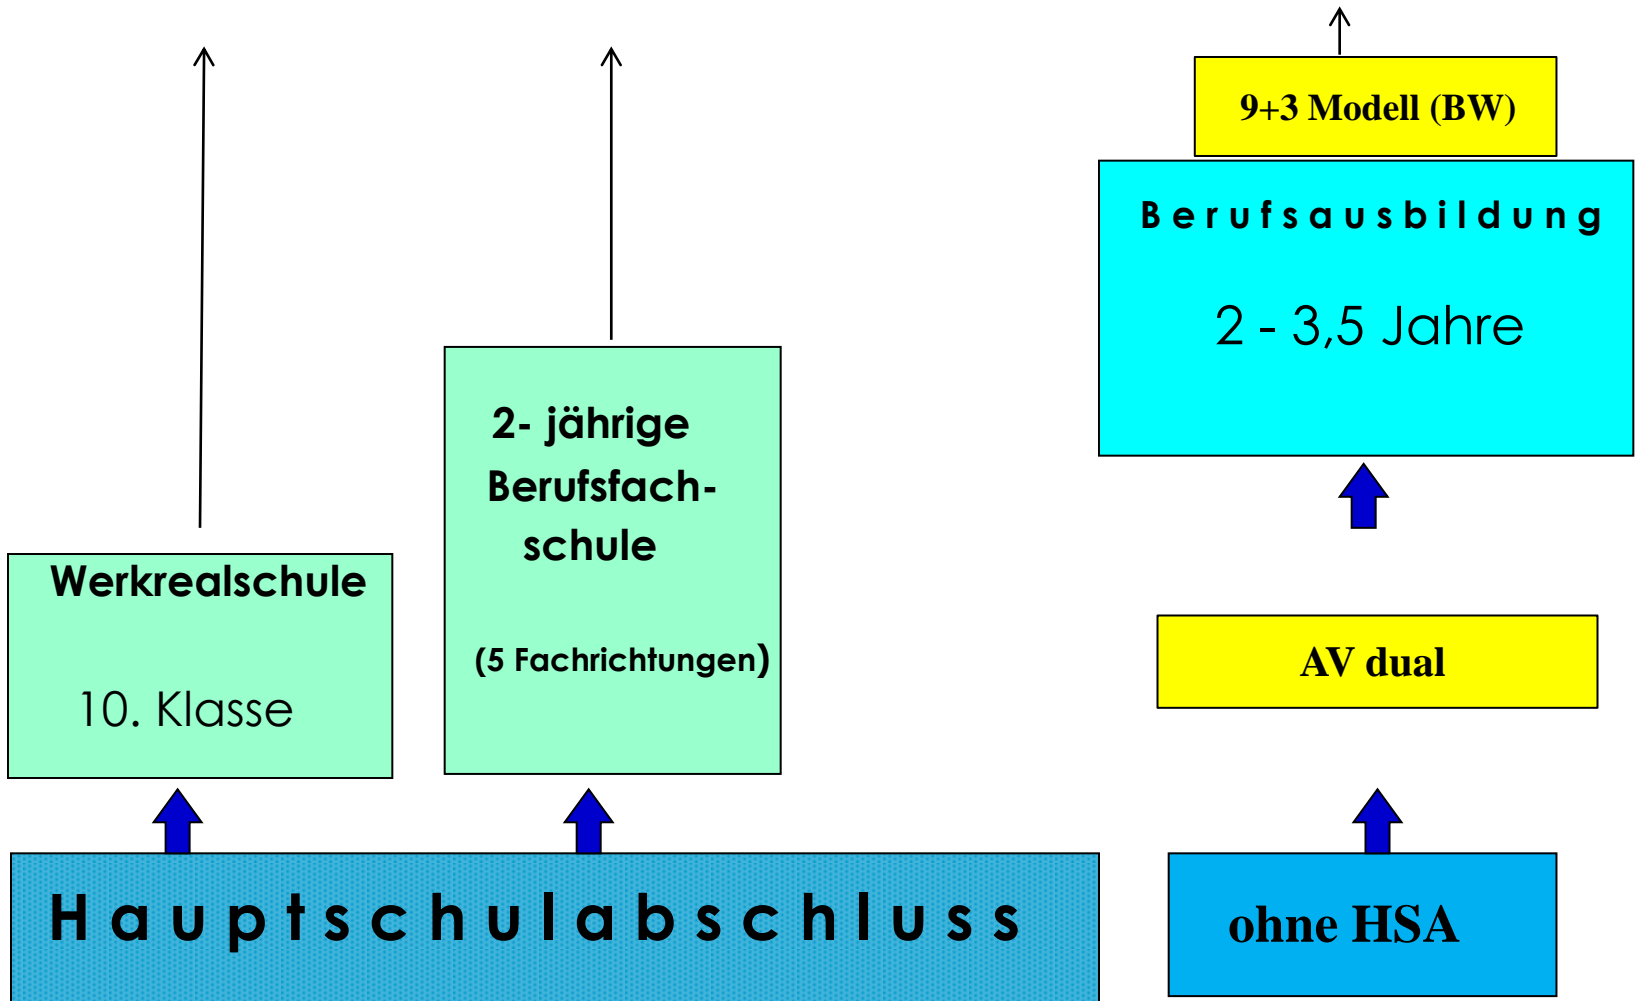 9+3 Modell (BW)
Berufsausbildung
2 - 3,5 Jahre
2- jährige
Berufsfach-
schule
(5 Fachrichtungen)
Werkrealschule
10. Klasse
AV dual
Hauptschulabschluss
ohne HSA